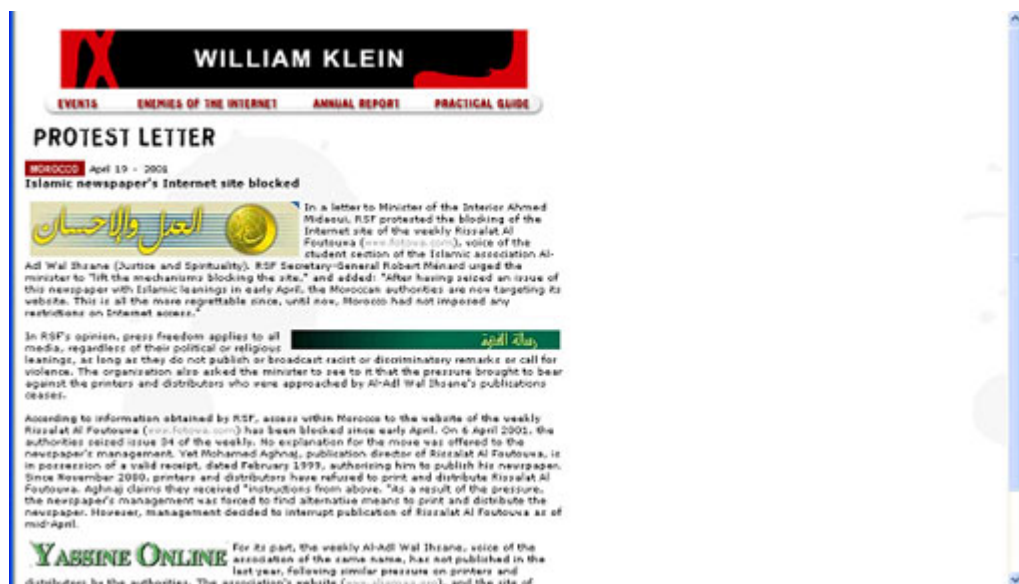 WILLIAM KLEIN
EVENTS ENEMIES OF THE INTERNET ANNUAL REPORT PRACTICAL GUIDE
PROTEST LETTER
MOROCCO April 19 - 2001
Islamic newspaper's Internet site blocked
العدل والإحسان
In a letter to Minister of the Interior Ahmed
Midaoui, RSF protested the blocking of the
Internet site of the weekly Rissalat Al
Foutouwa (www.fotowa.com), voice of the
student section of the Islamic association Al-
Adl Wal Ihsane (Justice and Spirituality). RSF Secretary-General Robert Ménard urged the
minister to "lift the mechanisms blocking the site," and added: "After having seized an issue of
this newspaper with Islamic leanings in early April, the Moroccan authorities are now targeting its
website. This is all the more regrettable since, until now, Morocco had not imposed any
restrictions on Internet access."
In RSF's opinion, press freedom applies to all
رسالة الفتوة
media, regardless of their political or religious
leanings, as long as they do not publish or broadcast racist or discriminatory remarks or call for
violence. The organisation also asked the minister to see to it that the pressure brought to bear
against the printers and distributors who were approached by Al-Adl Wal Ihsane's publications
ceases.
According to information obtained by RSF, access within Morocco to the website of the weekly
Rissalat Al Foutouwa (www.fotowa.com) has been blocked since early April. On 6 April 2001, the
authorities seized issue 34 of the weekly. No explanation for the move was offered to the
newspaper's management. Yet Mohamed Aghnaj, publication director of Rissalat Al Foutouwa, is
in possession of a valid receipt, dated February 1999, authorising him to publish his newspaper.
Since November 2000, printers and distributors have refused to print and distribute Rissalat Al
Foutouwa. Aghnaj claims they received "instructions from above. "As a result of the pressure,
the newspaper's management was forced to find alternative means to print and distribute the
newspaper. However, management decided to interrupt publication of Rissalat Al Foutouwa as of
mid-April.
YASSINE ONLINE
For its part, the weekly Al-Adl Wal Ihsane, voice of the
association of the same name, has not published in the
last year, following similar pressure on printers and
distributors by the authorities. The association's website and the site of